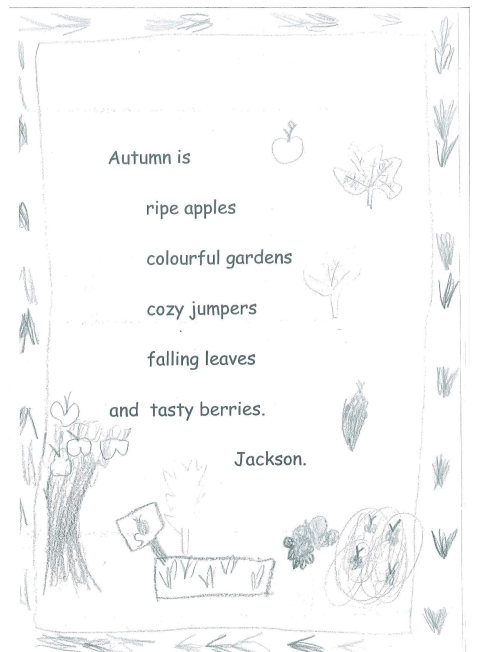 Autumn is
ripe apples
colourful gardens
cozy jumpers
falling leaves
and tasty berries.
Jackson.